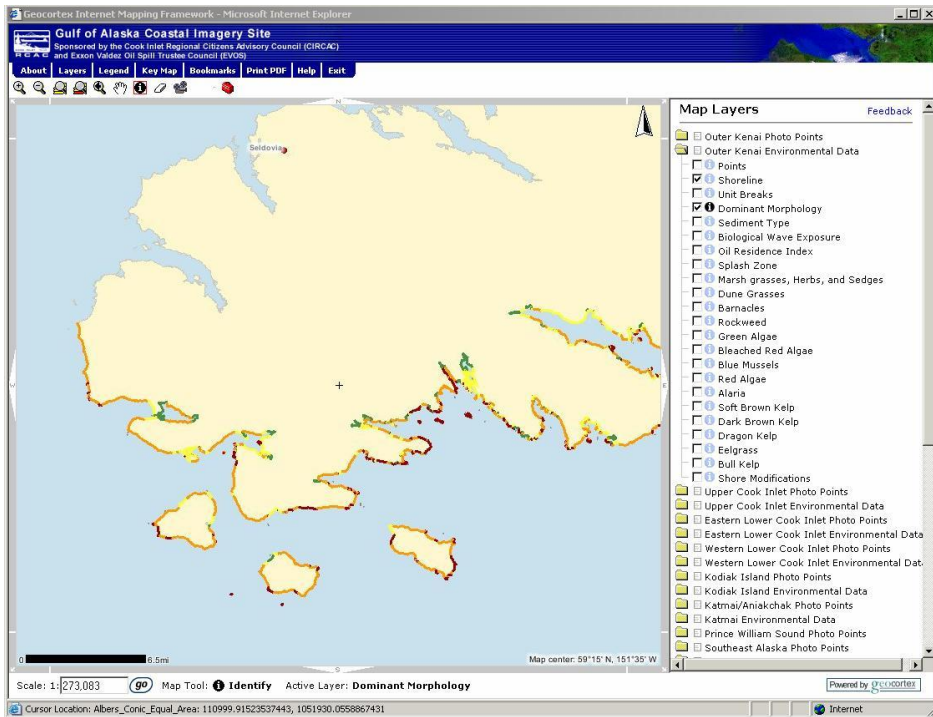 Geocortex Internet Mapping Framework - Microsoft Internet Explorer
Gulf of Alaska Coastal Imagery Site
Sponsored by the Cook Inlet Regional Citizens Advisory Council (CIRCAC)
and Exxon Valdez Oil Spill Trustee Council (EVOS)
RCAC
About Layers Legend Key Map Bookmarks Print PDF Help Exit
N
Seldovia
W
E
S
0 6.5mi
Map center: 59°15' N, 151°35' W
Map Layers Feedback
Outer Kenai Photo Points
Outer Kenai Environmental Data
Points
Shoreline
Unit Breaks
Dominant Morphology
Sediment Type
Biological Wave Exposure
Oil Residence Index
Splash Zone
Marsh grasses, Herbs, and Sedges
Dune Grasses
Barnacles
Rockweed
Green Algae
Bleached Red Algae
Blue Mussels
Red Algae
Alaria
Soft Brown Kelp
Dark Brown Kelp
Dragon Kelp
Eelgrass
Bull Kelp
Shore Modifications
Upper Cook Inlet Photo Points
Upper Cook Inlet Environmental Data
Eastern Lower Cook Inlet Photo Points
Eastern Lower Cook Inlet Environmental Data
Western Lower Cook Inlet Photo Points
Western Lower Cook Inlet Environmental Dat
Kodiak Island Photo Points
Kodiak Island Environmental Data
Katmai/Aniakchak Photo Points
Katmai Environmental Data
Prince William Sound Photo Points
Southeast Alaska Photo Points
Scale: 1: 273,083 go Map Tool: Identify Active Layer: Dominant Morphology
Powered by geocortex
Cursor Location: Albers_Conic_Equal_Area: 110999.91523537443, 1051930.0558867431
Internet